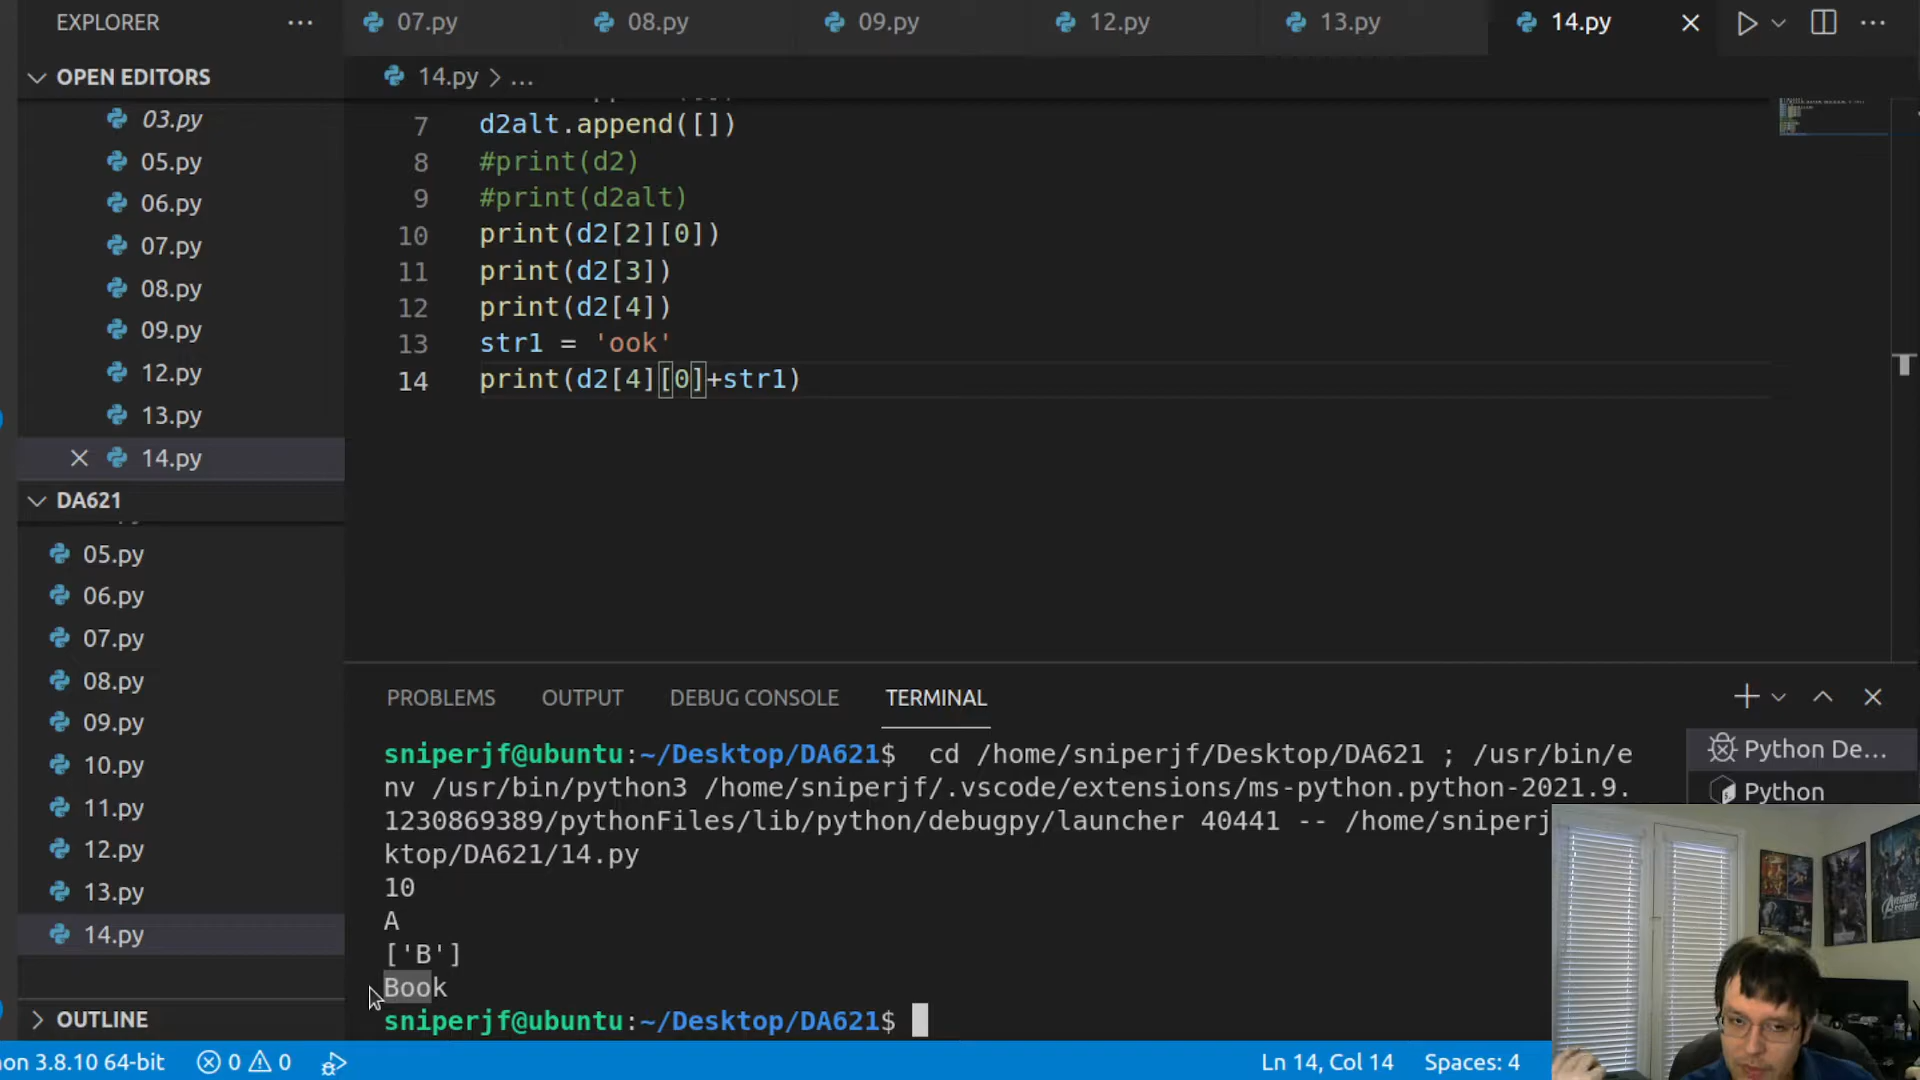 EXPLORER
OPEN EDITORS
03.py
05.py
06.py
07.py
08.py
09.py
12.py
13.py
14.py
DA621
05.py
06.py
07.py
08.py
09.py
10.py
11.py
12.py
13.py
14.py
OUTLINE
07.py 08.py 09.py 12.py 13.py 14.py
14.py > ...
7 d2alt.append([])
8 #print(d2)
9 #print(d2alt)
10 print(d2[2][0])
11 print(d2[3])
12 print(d2[4])
13 str1 = 'ook'
14 print(d2[4][0]+str1)
PROBLEMS OUTPUT DEBUG CONSOLE TERMINAL
sniperjf@ubuntu:~/Desktop/DA621$ cd /home/sniperjf/Desktop/DA621 ; /usr/bin/e
nv /usr/bin/python3 /home/sniperjf/.vscode/extensions/ms-python.python-2021.9.
1230869389/pythonFiles/lib/python/debugpy/launcher 40441 -- /home/sniperj
ktop/DA621/14.py
10
A
['B']
Book
sniperjf@ubuntu:~/Desktop/DA621$
Python De...
Python
AVENGERS
ASSEMBLE
on 3.8.10 64-bit 0 0 Ln 14, Col 14 Spaces: 4